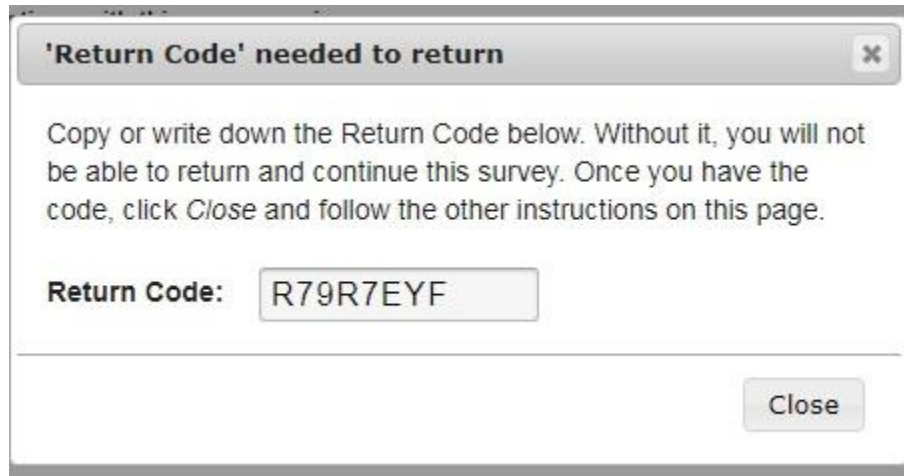 'Return Code' needed to return
Copy or write down the Return Code below. Without it, you will not
be able to return and continue this survey. Once you have the
code, click Close and follow the other instructions on this page.
Return Code: R79R7EYF
Close